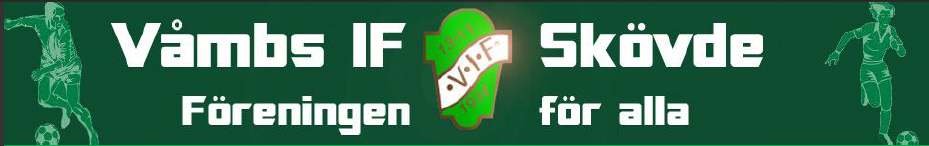 Våmbs IF Skövde
Föreningen för alla
V.I.F.